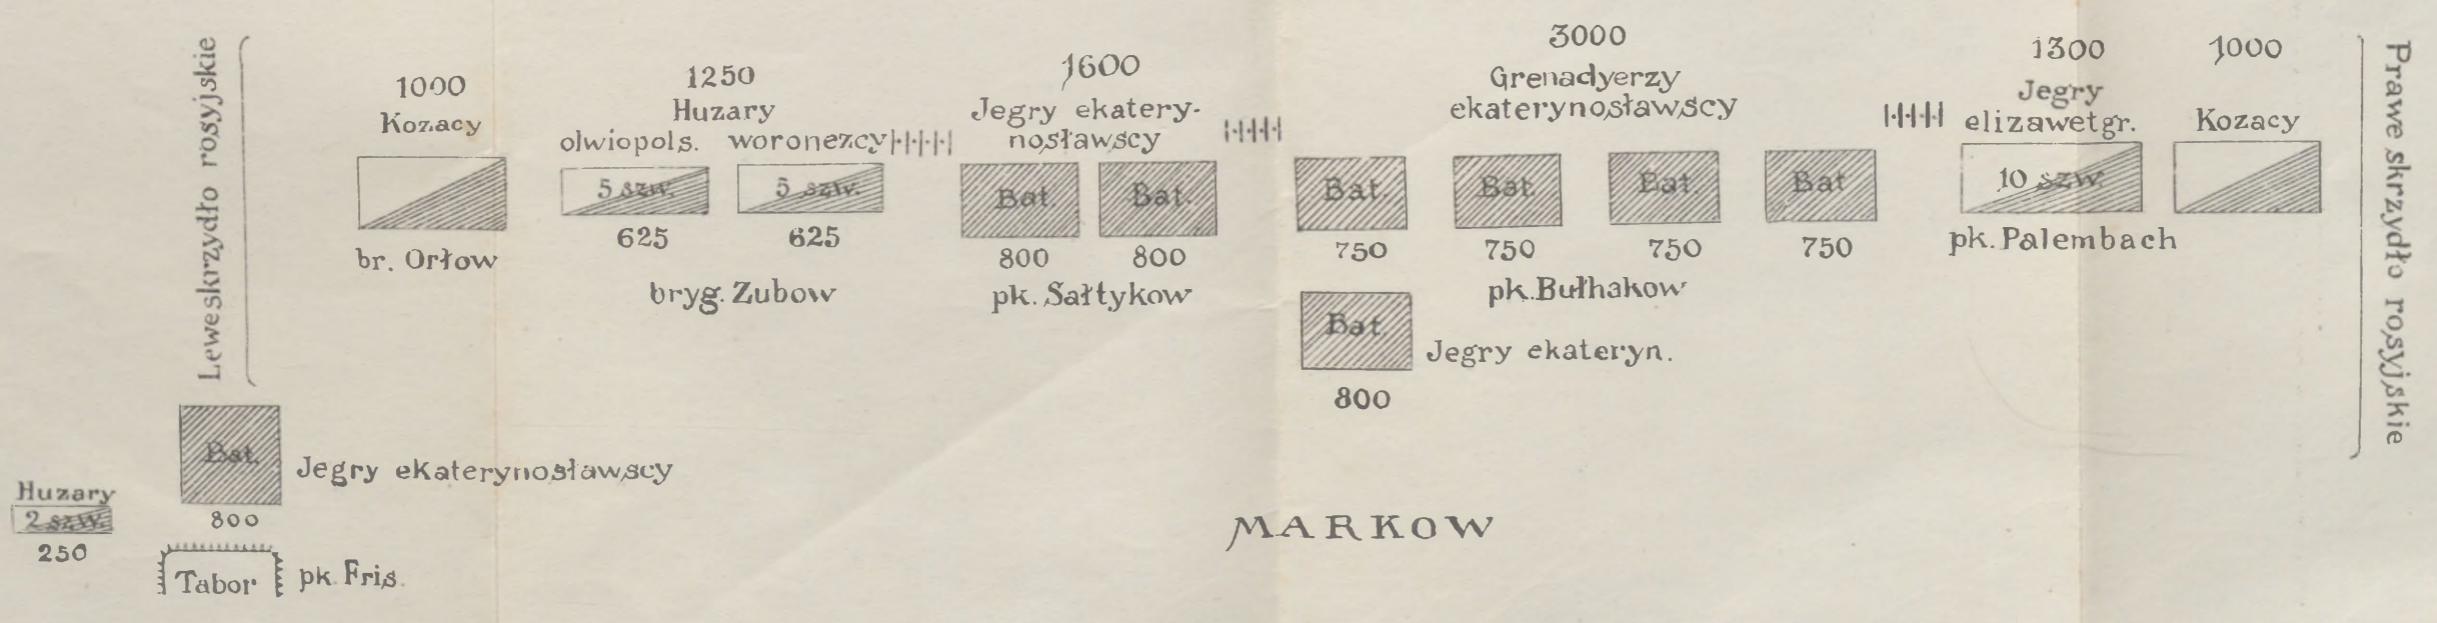 Lewe skrzydło rosyjskie
1000
Kozacy
br. Orłow
1250
Huzary
olwiopols. woronezcy
5 szw. 5 szw.
625 625
bryg. Zubow
1600
Jegry ekatery-
nosławscy
Bat. Bat.
800 800
pk. Sałtykow
3000
Grenadyerzy
ekaterynosławscy
Bat. Bat. Bat. Bat
750 750 750 750
pk. Bułhakow
Bat. Jegry ekateryn.
800
1300
Jegry
elizawetgr.
10 szw.
pk. Palembach
1000
Kozacy
Prawe skrzydło rosyjskie
Huzary
2 szw.
250
Bat. Jegry ekaterynosławscy
800
Tabor pk. Fris.
MARKOW